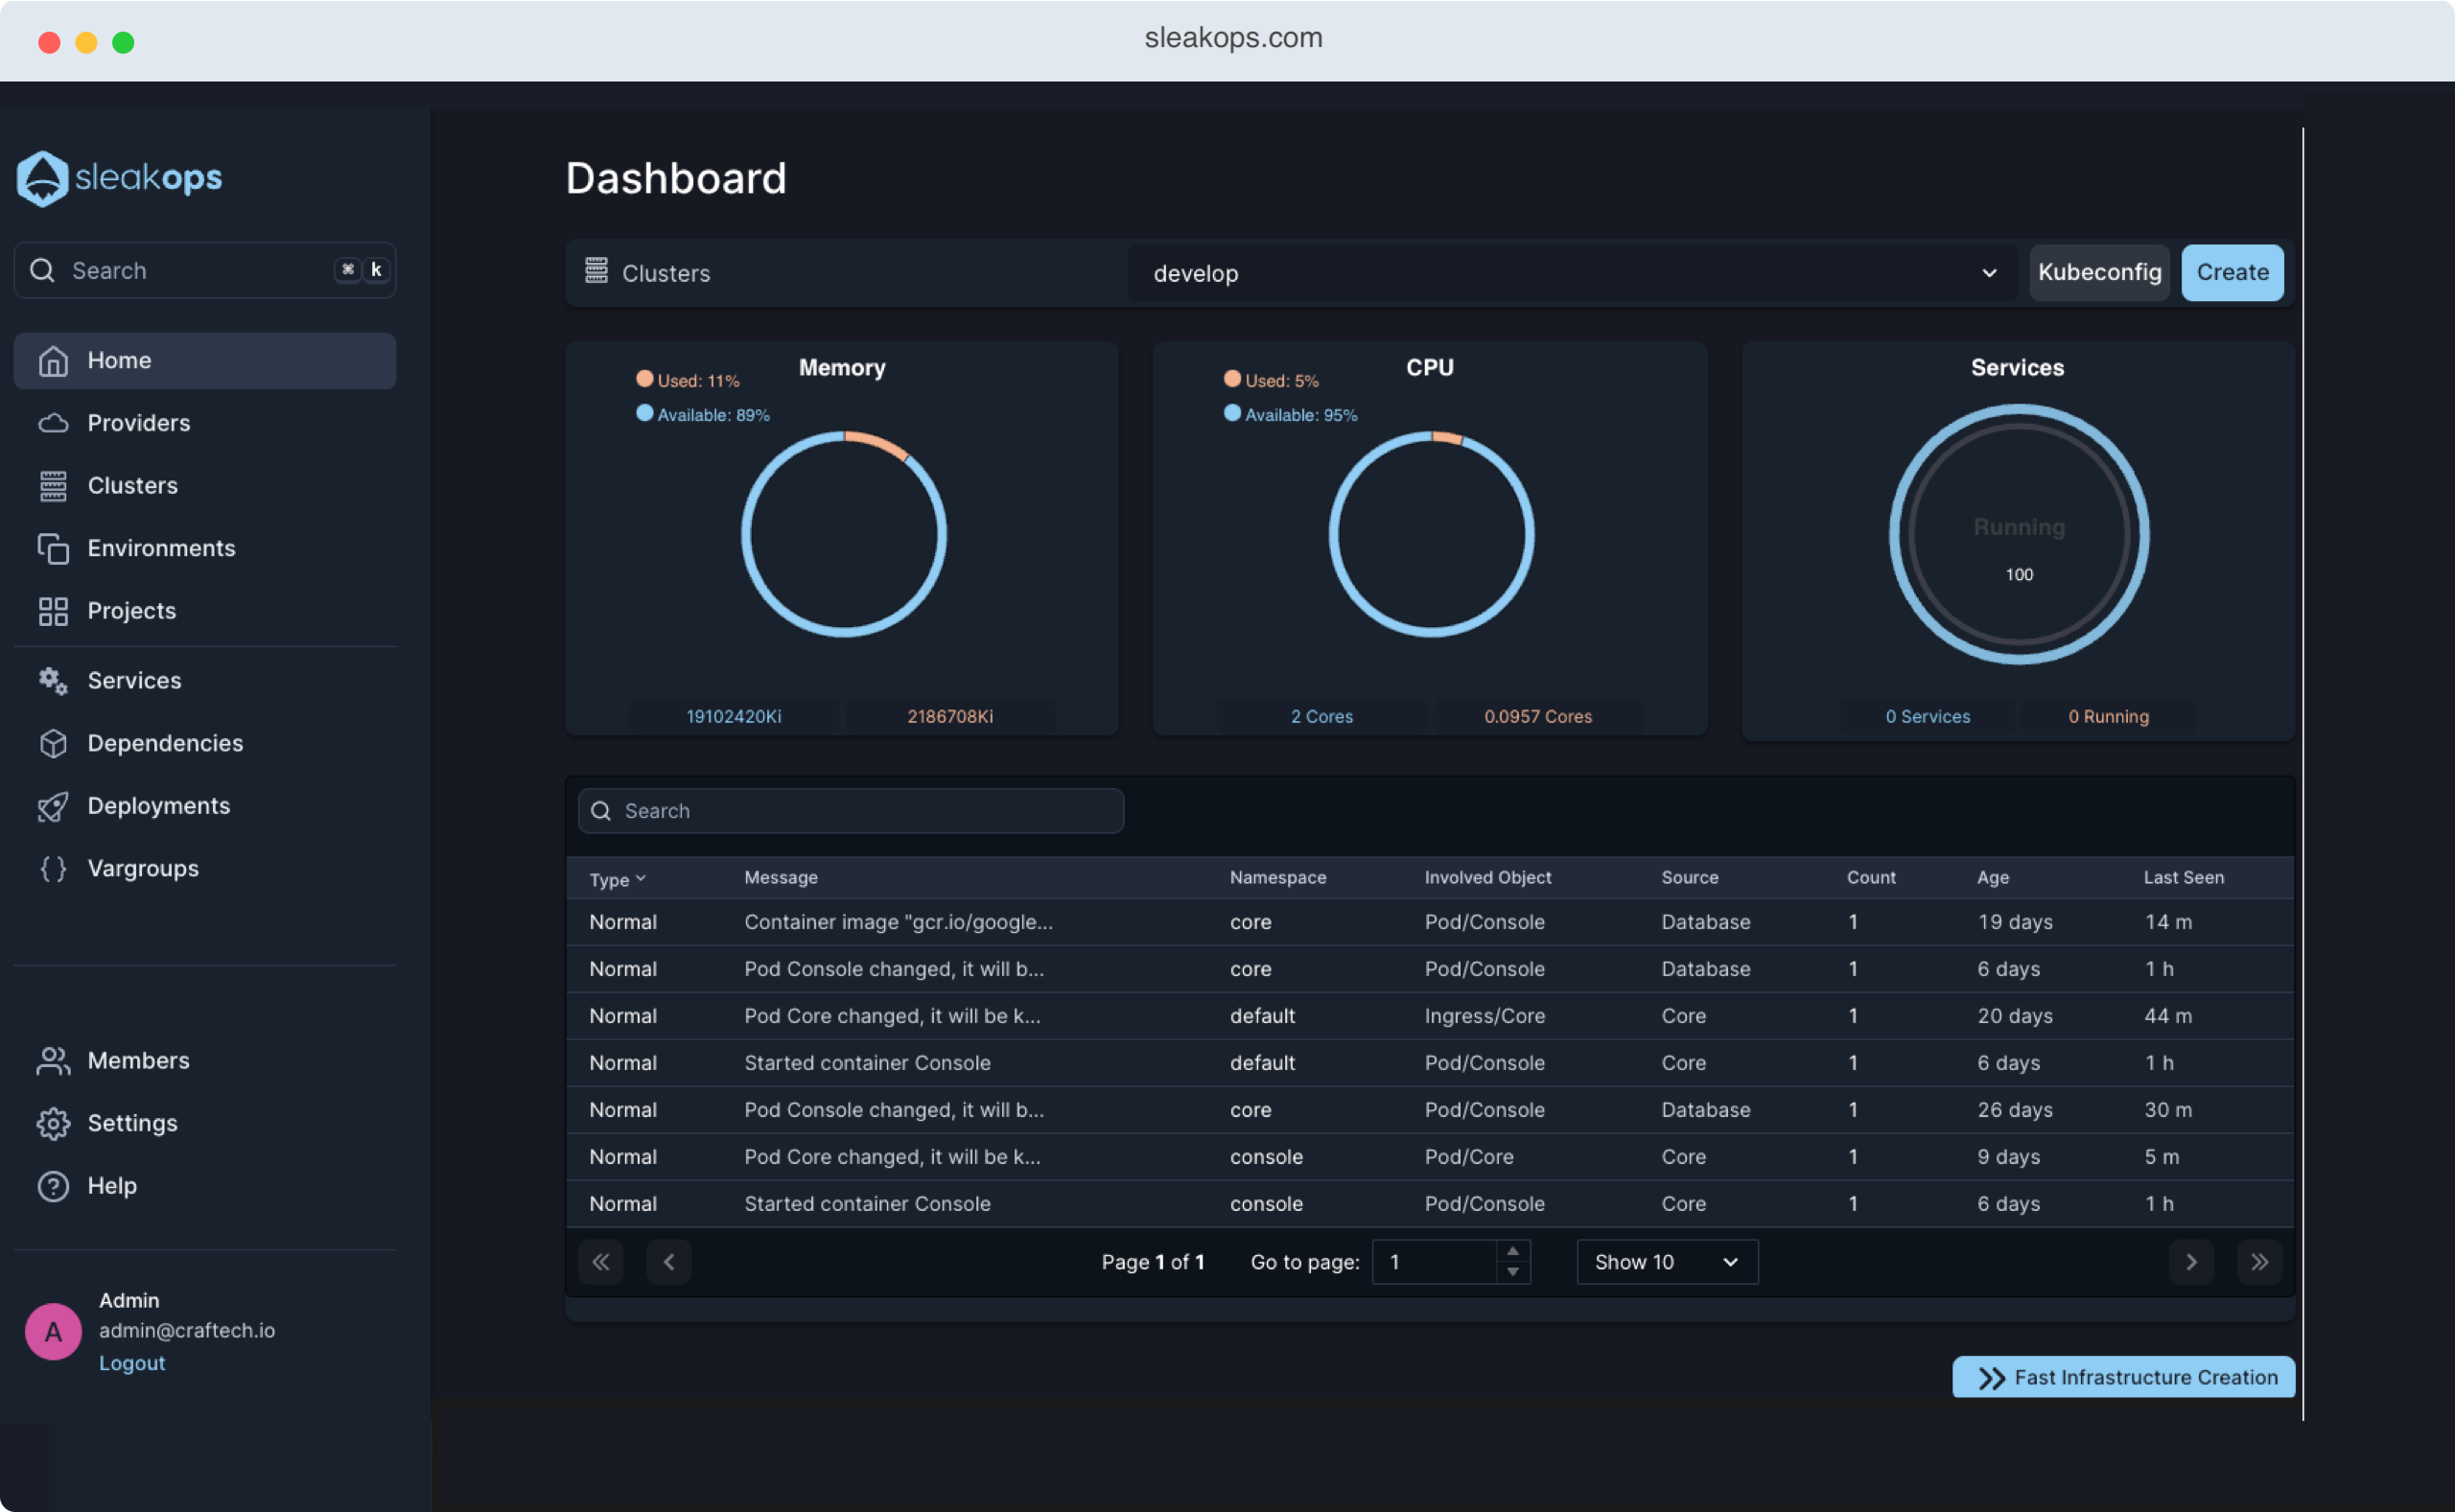 sleakops.com
sleakops
Search ⌘ k
Home
Providers
Clusters
Environments
Projects
Services
Dependencies
Deployments
Vargroups
Members
Settings
Help
A
Admin
admin@craftech.io
Logout
Dashboard
Clusters develop Kubeconfig Create
Memory
Used: 11%
Available: 89%
19102420Ki 2186708Ki
CPU
Used: 5%
Available: 95%
2 Cores 0.0957 Cores
Services
Running
100
0 Services 0 Running
Search
Type Message Namespace Involved Object Source Count Age Last Seen
Normal Container image "gcr.io/google... core Pod/Console Database 1 19 days 14 m
Normal Pod Console changed, it will b... core Pod/Console Database 1 6 days 1 h
Normal Pod Core changed, it will be k... default Ingress/Core Core 1 20 days 44 m
Normal Started container Console default Pod/Console Core 1 6 days 1 h
Normal Pod Console changed, it will b... core Pod/Console Database 1 26 days 30 m
Normal Pod Core changed, it will be k... console Pod/Core Core 1 9 days 5 m
Normal Started container Console console Pod/Console Core 1 6 days 1 h
Page 1 of 1 Go to page: 1 Show 10
Fast Infrastructure Creation